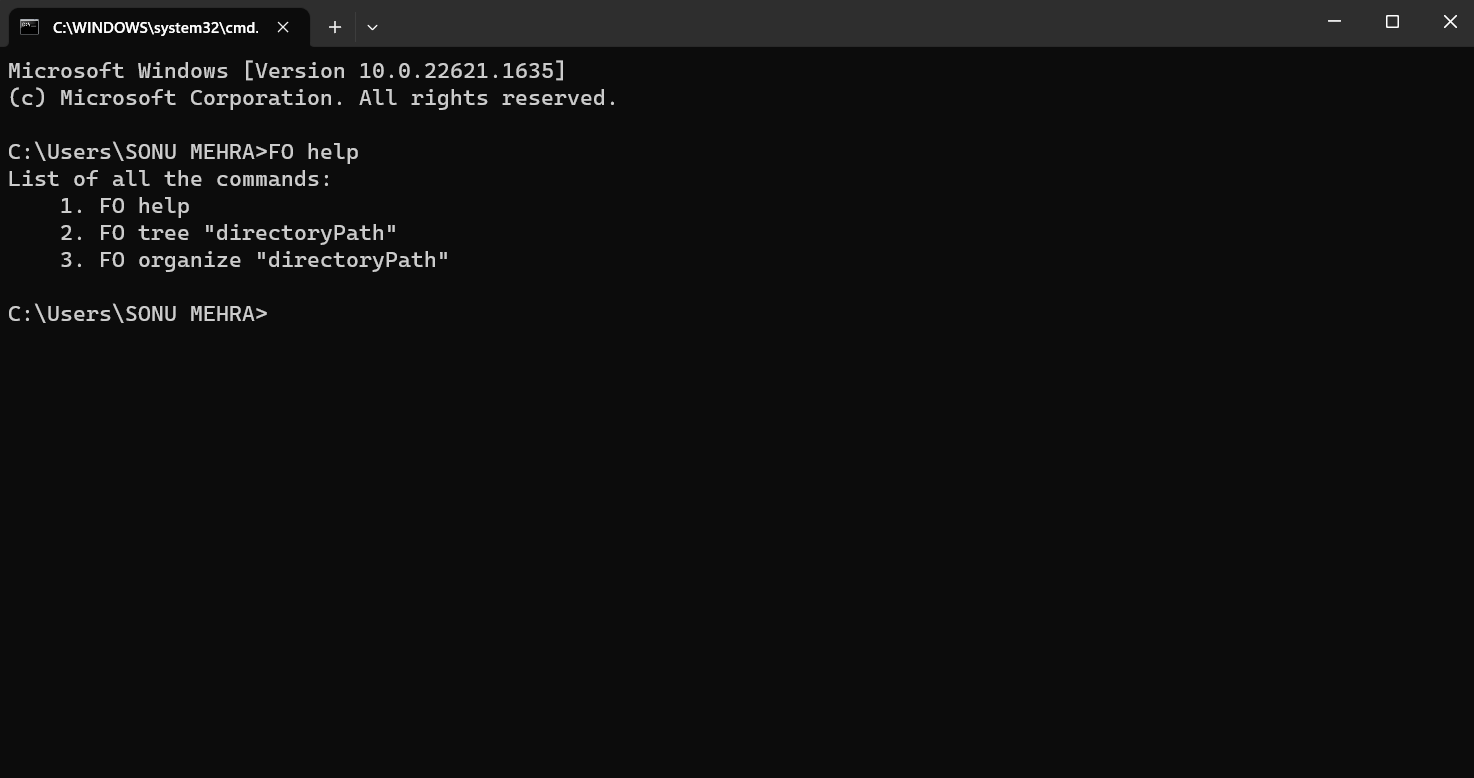 C:\WINDOWS\system32\cmd.
Microsoft Windows [Version 10.0.22621.1635]
(c) Microsoft Corporation. All rights reserved.
C:\Users\SONU MEHRA>FO help
List of all the commands:
    1. FO help
    2. FO tree "directoryPath"
    3. FO organize "directoryPath"
C:\Users\SONU MEHRA>